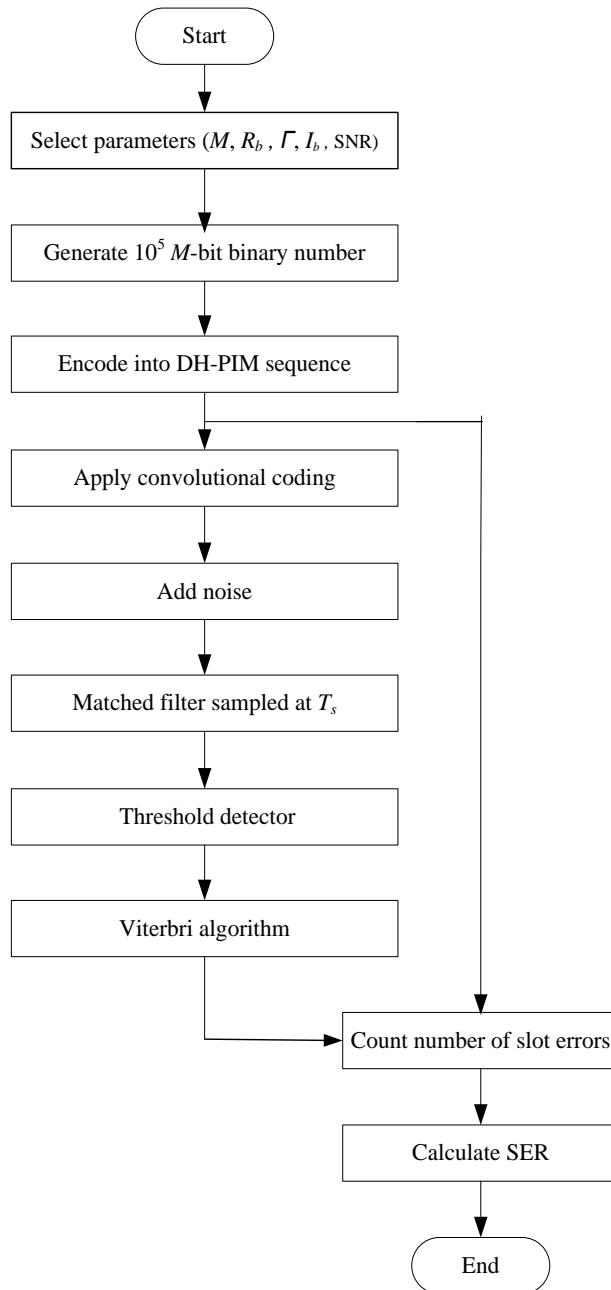 Start
Select parameters (M, R_b , Γ, I_b , SNR)
Generate 10^5 M-bit binary number
Encode into DH-PIM sequence
Apply convolutional coding
Add noise
Matched filter sampled at T_s
Threshold detector
Viterbri algorithm
Count number of slot errors
Calculate SER
End